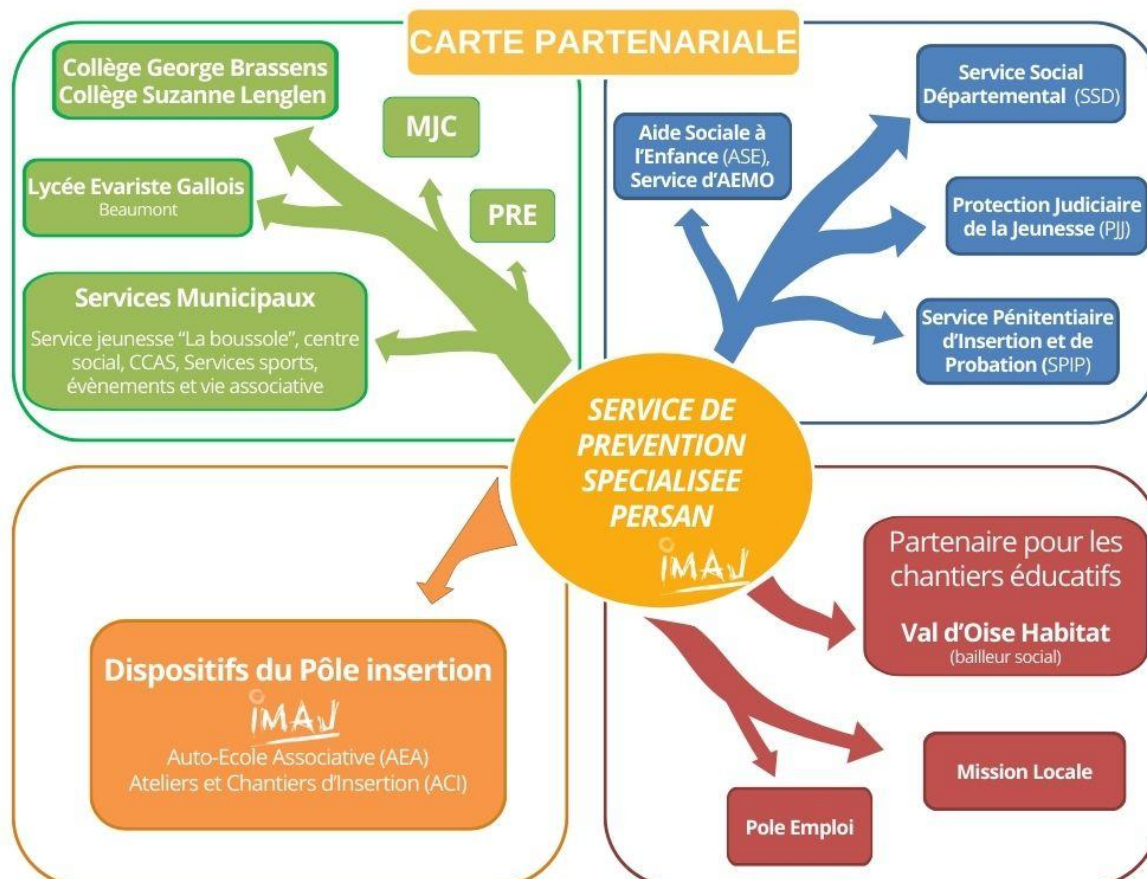 CARTE PARTENARIALE
Collège George Brassens
Collège Suzanne Lenglen
MJC
Lycée Evariste Gallois
Beaumont
PRE
Services Municipaux
Service jeunesse “La boussole”, centre
social, CCAS, Services sports,
évènements et vie associative
Service Social
Départemental (SSD)
Aide Sociale à
l’Enfance (ASE),
Service d’AEMO
Protection Judiciaire
de la Jeunesse (PJJ)
Service Pénitentiaire
d’Insertion et de
Probation (SPIP)
SERVICE DE
PREVENTION
SPECIALISEE
PERSAN
iMAJ
Dispositifs du Pôle insertion
iMAJ
Auto-Ecole Associative (AEA)
Ateliers et Chantiers d’Insertion (ACI)
Partenaire pour les
chantiers éducatifs
Val d’Oise Habitat
(bailleur social)
Mission Locale
Pole Emploi